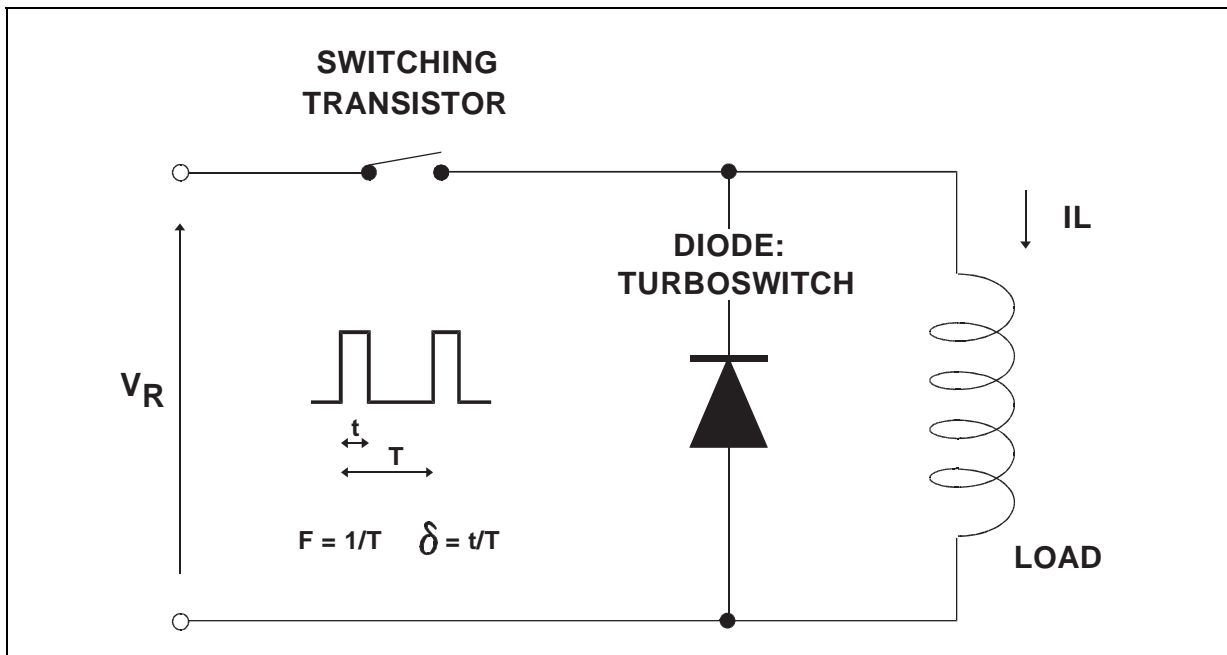 SWITCHING
TRANSISTOR
IL
DIODE:
TURBOSWITCH
VR
t
T
F = 1/T δ = t/T
LOAD